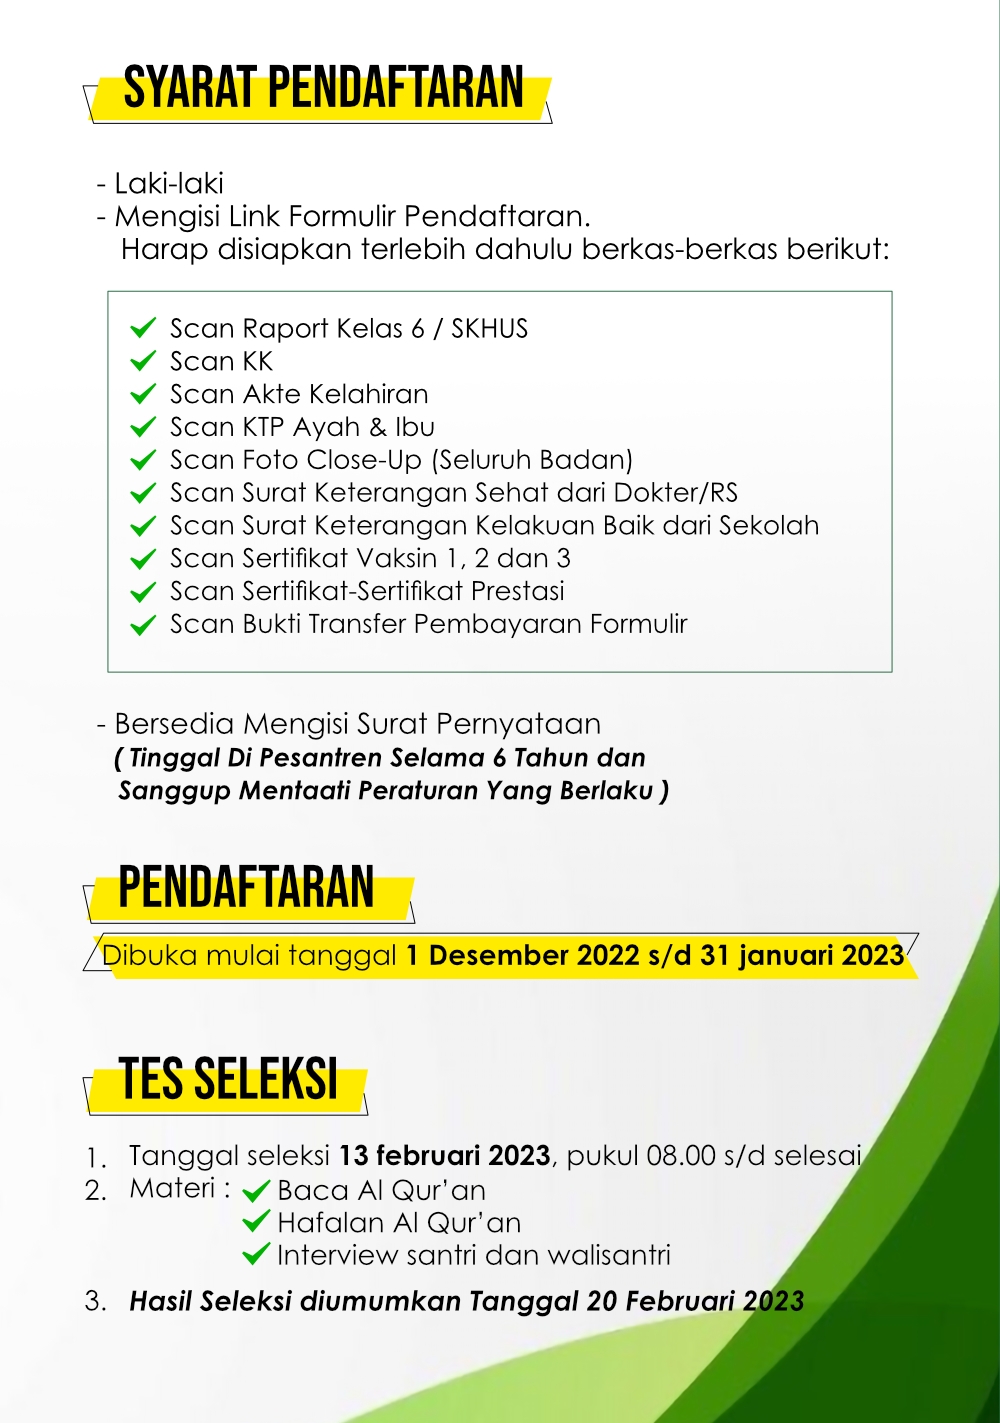 SYARAT PENDAFTARAN
- Laki-laki
- Mengisi Link Formulir Pendaftaran.
Harap disiapkan terlebih dahulu berkas-berkas berikut:
Scan Raport Kelas 6 / SKHUS
Scan KK
Scan Akte Kelahiran
Scan KTP Ayah & Ibu
Scan Foto Close-Up (Seluruh Badan)
Scan Surat Keterangan Sehat dari Dokter/RS
Scan Surat Keterangan Kelakuan Baik dari Sekolah
Scan Sertifikat Vaksin 1, 2 dan 3
Scan Sertifikat-Sertifikat Prestasi
Scan Bukti Transfer Pembayaran Formulir
- Bersedia Mengisi Surat Pernyataan
( Tinggal Di Pesantren Selama 6 Tahun dan
Sanggup Mentaati Peraturan Yang Berlaku )
PENDAFTARAN
Dibuka mulai tanggal 1 Desember 2022 s/d 31 januari 2023
TES SELEKSI
1. Tanggal seleksi 13 februari 2023, pukul 08.00 s/d selesai
2. Materi : Baca Al Qur'an
Hafalan Al Qur'an
Interview santri dan walisantri
3. Hasil Seleksi diumumkan Tanggal 20 Februari 2023